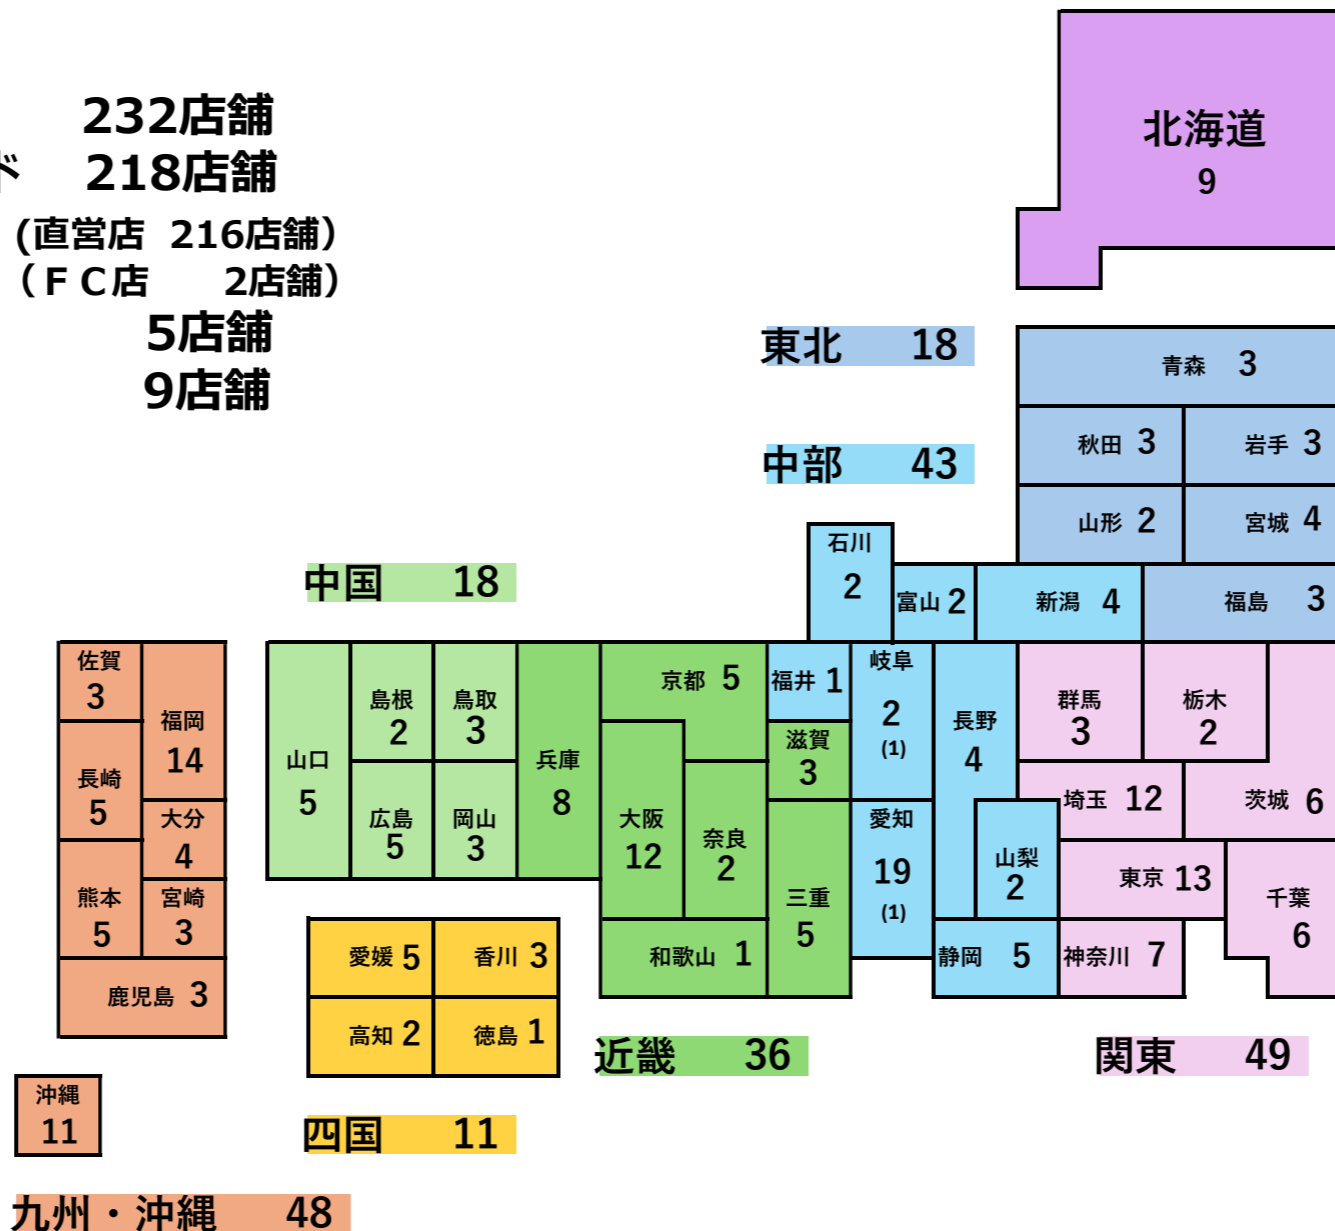 232店舗
ド 218店舗
(直営店 216店舗）
（ＦＣ店 2店舗）
5店舗
9店舗
北海道
9
東北 18
青森 3
秋田 3 岩手 3
中部 43
山形 2 宮城 4
石川
2
中国 18
富山 2 新潟 4 福島 3
佐賀
3
福岡
14
長崎
5
大分
4
熊本
5
宮崎
3
鹿児島 3
沖縄
11
九州・沖縄 48
山口
5
島根
2
鳥取
3
広島
5
岡山
3
兵庫
8
京都 5
大阪
12
奈良
2
和歌山 1
福井 1
滋賀
3
三重
5
岐阜
2
(1)
愛知
19
(1)
長野
4
山梨
2
静岡 5
群馬
3
栃木
2
埼玉 12
茨城 6
東京 13
千葉
6
神奈川 7
愛媛 5 香川 3
高知 2 徳島 1
近畿 36
関東 49
四国 11